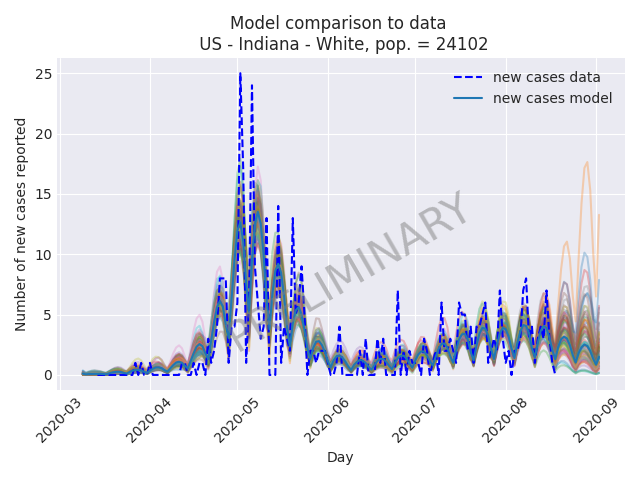 Model comparison to data
US - Indiana - White, pop. = 24102
new cases data
new cases model
Number of new cases reported
25
20
15
10
5
0
PRELIMINARY
2020-03
2020-04
2020-05
2020-06
2020-07
2020-08
2020-09
Day